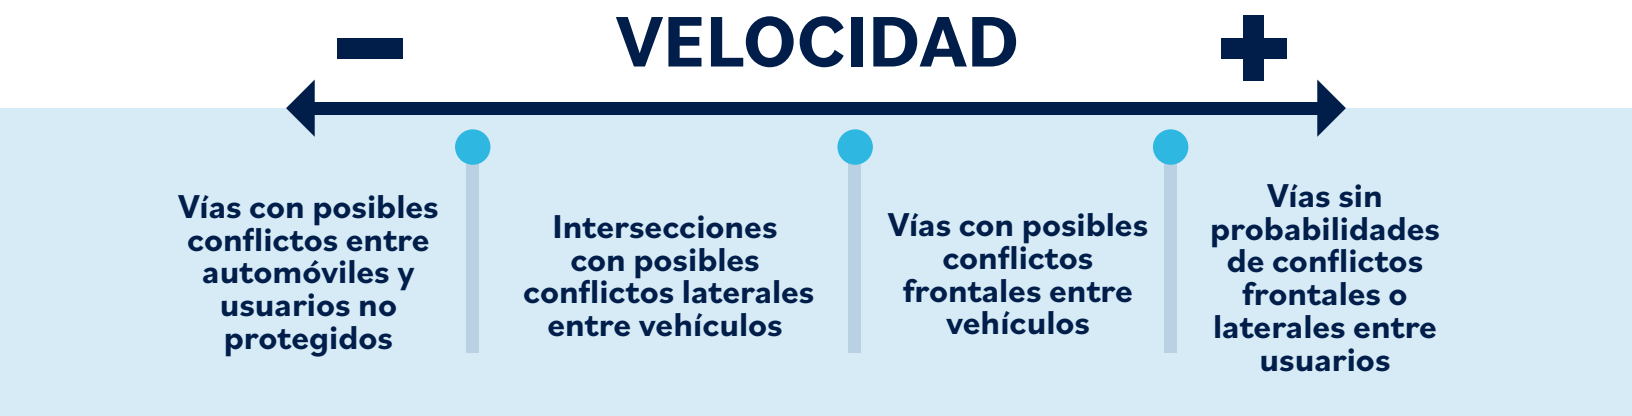 − VELOCIDAD +
Vías con posibles
conflictos entre
automóviles y
usuarios no
protegidos
Intersecciones
con posibles
conflictos laterales
entre vehículos
Vías con posibles
conflictos
frontales entre
vehículos
Vías sin
probabilidades
de conflictos
frontales o
laterales entre
usuarios